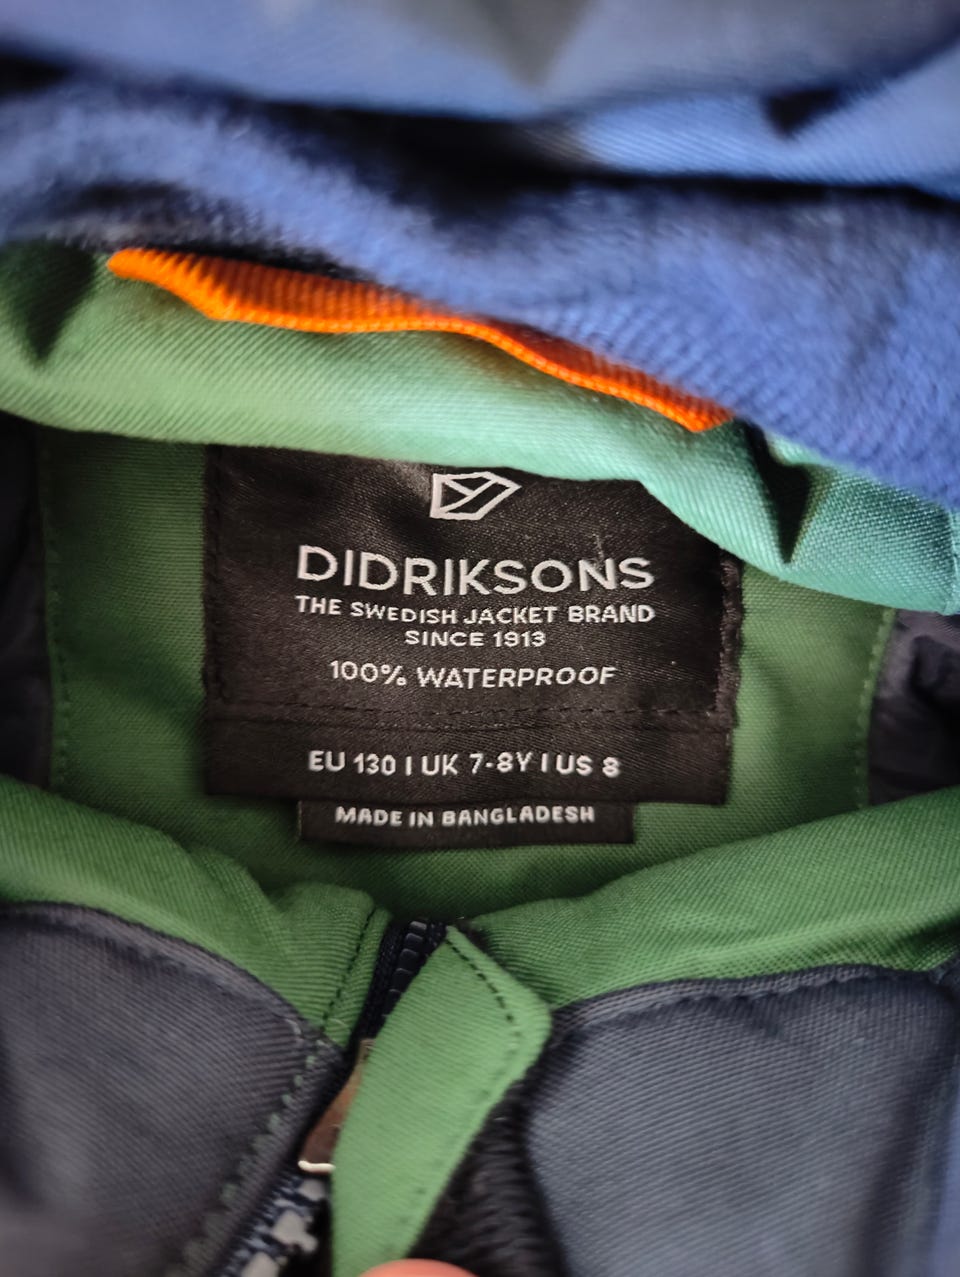 DIDRIKSONS
THE SWEDISH JACKET BRAND
SINCE 1913
100% WATERPROOF
EU 130 | UK 7-8Y | US 8
MADE IN BANGLADESH